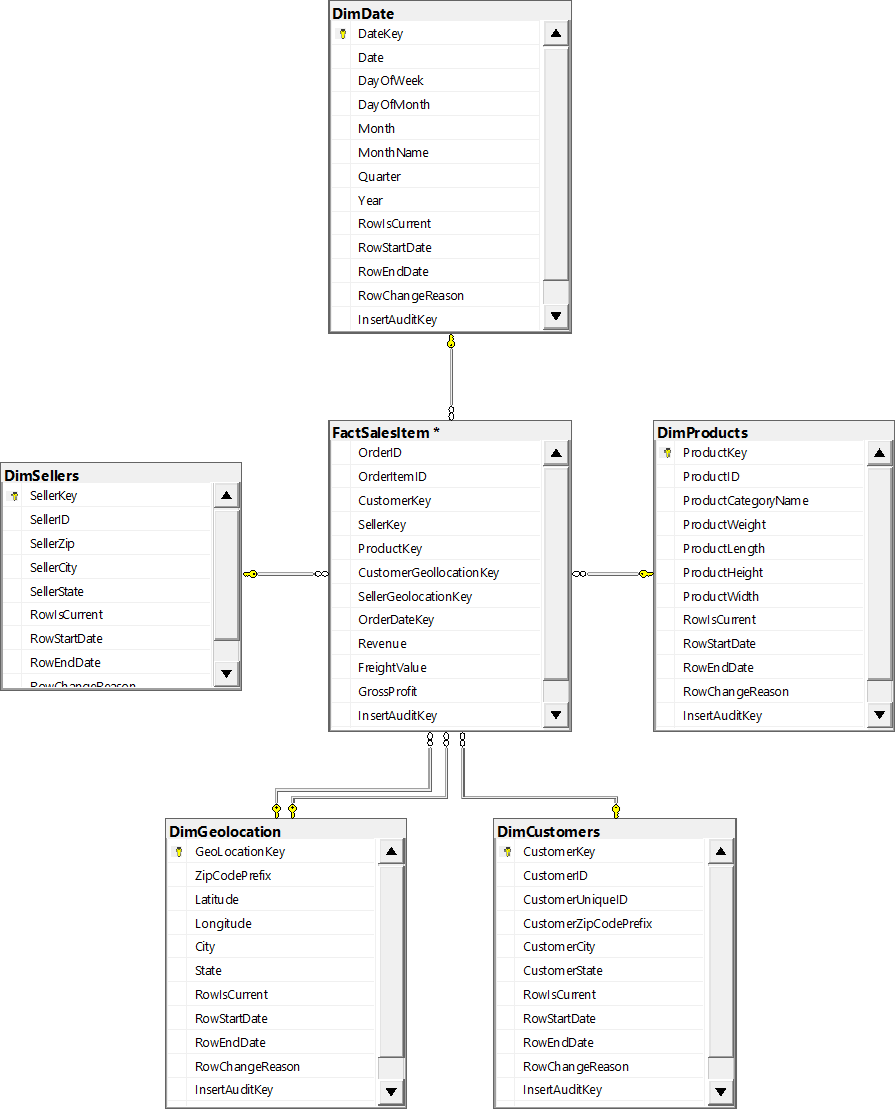 DimDate
DateKey
Date
DayOfWeek
DayOfMonth
Month
MonthName
Quarter
Year
RowIsCurrent
RowStartDate
RowEndDate
RowChangeReason
InsertAuditKey
DimSellers
SellerKey
SellerID
SellerZip
SellerCity
SellerState
RowIsCurrent
RowStartDate
RowEndDate
RowChangeReason
FactSalesItem *
OrderID
OrderItemID
CustomerKey
SellerKey
ProductKey
CustomerGeollocationKey
SellerGeolocationKey
OrderDateKey
Revenue
FreightValue
GrossProfit
InsertAuditKey
DimProducts
ProductKey
ProductID
ProductCategoryName
ProductWeight
ProductLength
ProductHeight
ProductWidth
RowIsCurrent
RowStartDate
RowEndDate
RowChangeReason
InsertAuditKey
DimGeolocation
GeoLocationKey
ZipCodePrefix
Latitude
Longitude
City
State
RowIsCurrent
RowStartDate
RowEndDate
RowChangeReason
InsertAuditKey
DimCustomers
CustomerKey
CustomerID
CustomerUniqueID
CustomerZipCodePrefix
CustomerCity
CustomerState
RowIsCurrent
RowStartDate
RowEndDate
RowChangeReason
InsertAuditKey